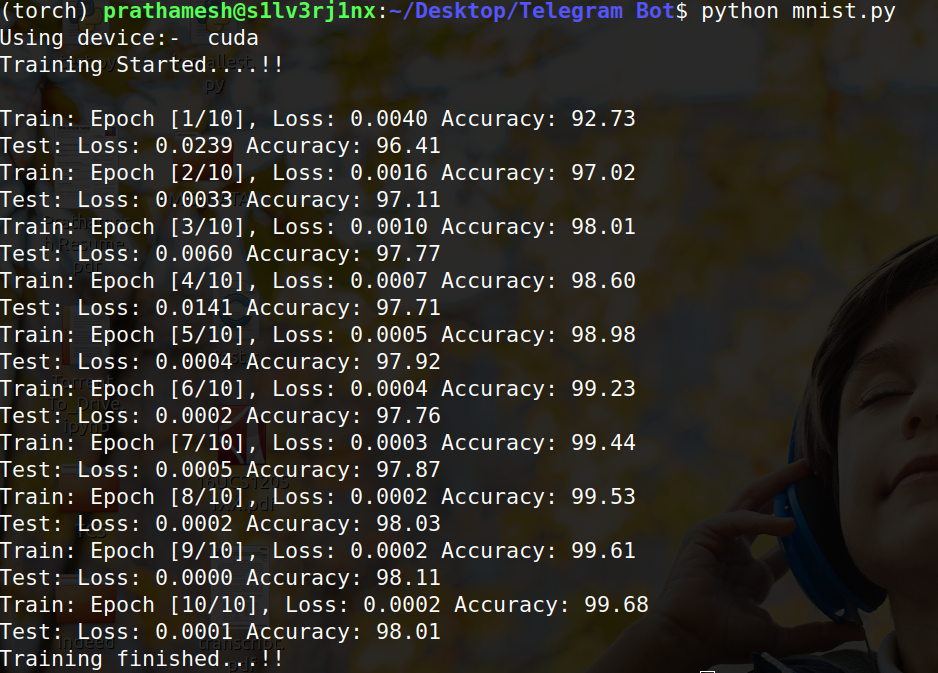 (torch) prathamesh@s1lv3rj1nx:~/Desktop/Telegram Bot$ python mnist.py
Using device:-  cuda
Training Started....!!

Train: Epoch [1/10], Loss: 0.0040 Accuracy: 92.73
Test: Loss: 0.0239 Accuracy: 96.41
Train: Epoch [2/10], Loss: 0.0016 Accuracy: 97.02
Test: Loss: 0.0033 Accuracy: 97.11
Train: Epoch [3/10], Loss: 0.0010 Accuracy: 98.01
Test: Loss: 0.0060 Accuracy: 97.77
Train: Epoch [4/10], Loss: 0.0007 Accuracy: 98.60
Test: Loss: 0.0141 Accuracy: 97.71
Train: Epoch [5/10], Loss: 0.0005 Accuracy: 98.98
Test: Loss: 0.0004 Accuracy: 97.92
Train: Epoch [6/10], Loss: 0.0004 Accuracy: 99.23
Test: Loss: 0.0002 Accuracy: 97.76
Train: Epoch [7/10], Loss: 0.0003 Accuracy: 99.44
Test: Loss: 0.0005 Accuracy: 97.87
Train: Epoch [8/10], Loss: 0.0002 Accuracy: 99.53
Test: Loss: 0.0002 Accuracy: 98.03
Train: Epoch [9/10], Loss: 0.0002 Accuracy: 99.61
Test: Loss: 0.0000 Accuracy: 98.11
Train: Epoch [10/10], Loss: 0.0002 Accuracy: 99.68
Test: Loss: 0.0001 Accuracy: 98.01
Training finished...!!